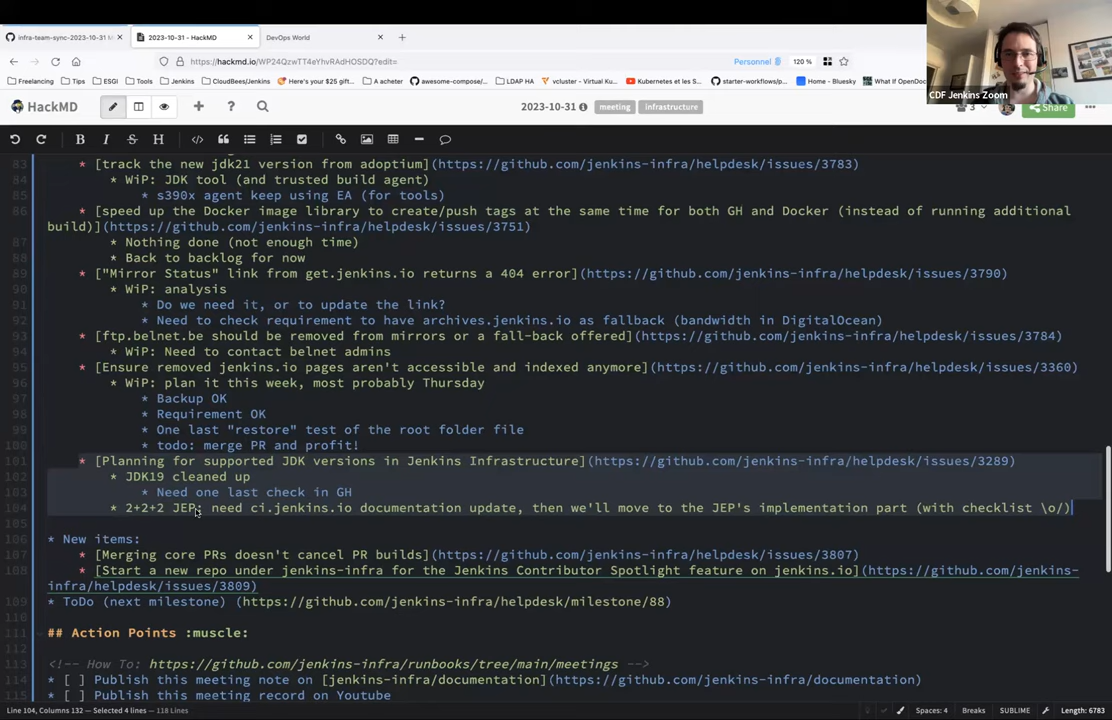 infra-team-sync-2023-10-31 M
2023-10-31 - HackMD
DevOps World
https://hackmd.io/WP24QzwTT4eYhvRAdHOSDQ?edit=
Personnel
120 %
Freelancing
Tips
ESGI
Tools
Jenkins
CloudBees/Jenkins
Here's your $25 gift...
A acheter
awesome-compose/...
LDAP HA
vcluster - Virtual Ku...
Kubernetes et les S...
starter-workflows/p...
Home - Bluesky
What If OpenDoc
CDF Jenkins Zoom
HackMD
2023-10-31
meeting
infrastructure
3
Share
83 * [track the new jdk21 version from adoptium](https://github.com/jenkins-infra/helpdesk/issues/3783)
84 * WiP: JDK tool (and trusted build agent)
85 * s390x agent keep using EA (for tools)
86 * [speed up the Docker image library to create/push tags at the same time for both GH and Docker (instead of running additional
build)](https://github.com/jenkins-infra/helpdesk/issues/3751)
87 * Nothing done (not enough time)
88 * Back to backlog for now
89 * ["Mirror Status" link from get.jenkins.io returns a 404 error](https://github.com/jenkins-infra/helpdesk/issues/3790)
90 * WiP: analysis
91 * Do we need it, or to update the link?
92 * Need to check requirement to have archives.jenkins.io as fallback (bandwidth in DigitalOcean)
93 * [ftp.belnet.be should be removed from mirrors or a fall-back offered](https://github.com/jenkins-infra/helpdesk/issues/3784)
94 * WiP: Need to contact belnet admins
95 * [Ensure removed jenkins.io pages aren't accessible and indexed anymore](https://github.com/jenkins-infra/helpdesk/issues/3360)
96 * WiP: plan it this week, most probably Thursday
97 * Backup OK
98 * Requirement OK
99 * One last "restore" test of the root folder file
100 * todo: merge PR and profit!
101 * [Planning for supported JDK versions in Jenkins Infrastructure](https://github.com/jenkins-infra/helpdesk/issues/3289)
102 * JDK19 cleaned up
103 * Need one last check in GH
104 * 2+2+2 JEP: need ci.jenkins.io documentation update, then we'll move to the JEP's implementation part (with checklist \o/)
105
106 * New items:
107 * [Merging core PRs doesn't cancel PR builds](https://github.com/jenkins-infra/helpdesk/issues/3807)
108 * [Start a new repo under jenkins-infra for the Jenkins Contributor Spotlight feature on jenkins.io](https://github.com/jenkins-
infra/helpdesk/issues/3809)
109 * ToDo (next milestone) (https://github.com/jenkins-infra/helpdesk/milestone/88)
110
111 ## Action Points :muscle:
112
113 <!-- How To: https://github.com/jenkins-infra/runbooks/tree/main/meetings -->
114 * [ ] Publish this meeting note on [jenkins-infra/documentation](https://github.com/jenkins-infra/documentation)
115 * [ ] Publish this meeting record on Youtube
Line 104, Columns 132 — Selected 4 lines — 118 Lines
Spaces: 4
Breaks
SUBLIME
Length: 6783